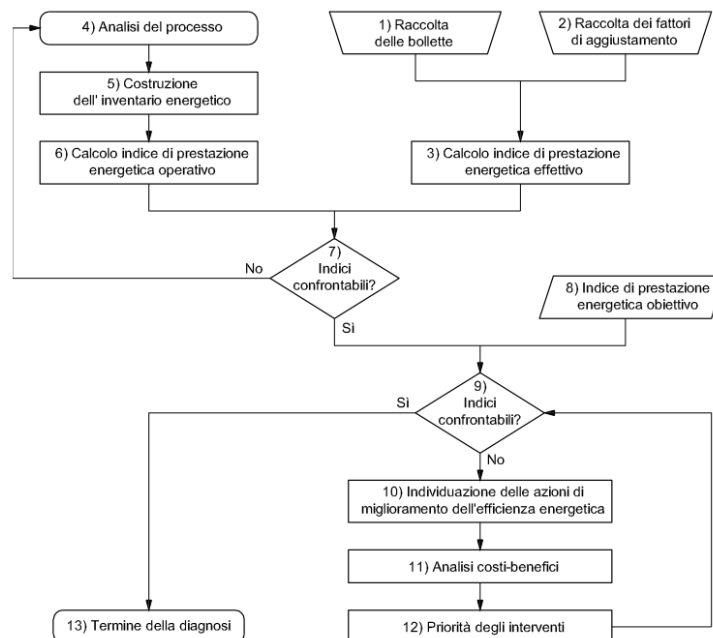 4) Analisi del processo
1) Raccolta
delle bollette
2) Raccolta dei fattori
di aggiustamento
5) Costruzione
dell' inventario energetico
6) Calcolo indice di prestazione
energetica operativo
3) Calcolo indice di prestazione
energetica effettivo
7)
Indici
confrontabili?
No
Sì
8) Indice di prestazione
energetica obiettivo
9)
Indici
confrontabili?
Sì
No
10) Individuazione delle azioni di
miglioramento dell'efficienza energetica
11) Analisi costi-benefici
12) Priorità degli interventi
13) Termine della diagnosi